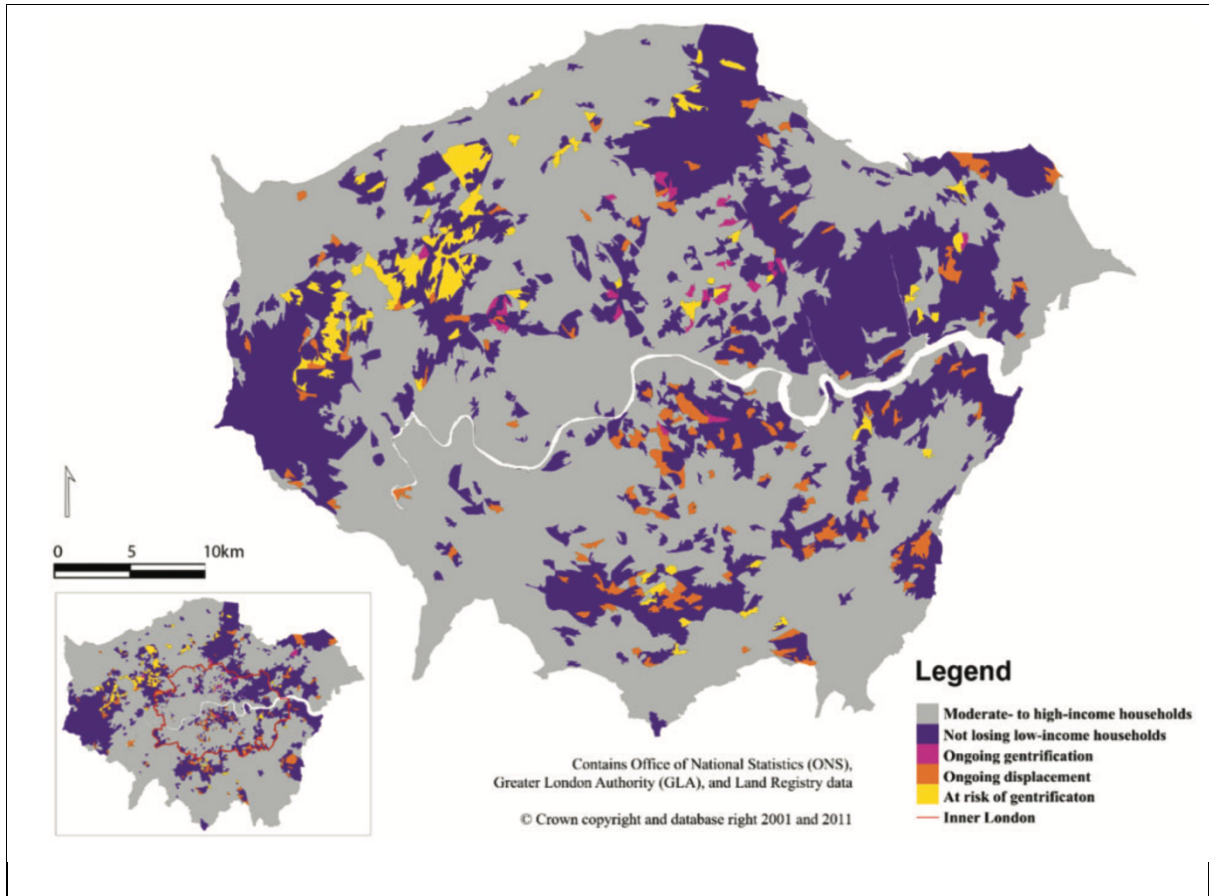 0 5 10km
Legend
Moderate- to high-income households
Not losing low-income households
Ongoing gentrification
Ongoing displacement
At risk of gentrificaton
Inner London
Contains Office of National Statistics (ONS),
Greater London Authority (GLA), and Land Registry data
© Crown copyright and database right 2001 and 2011